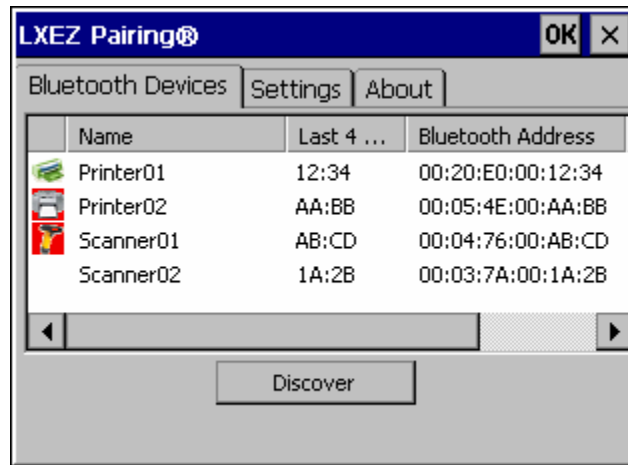 LXEZ Pairing® OK ×
Bluetooth Devices Settings About
Name Last 4 ... Bluetooth Address
Printer01 12:34 00:20:E0:00:12:34
Printer02 AA:BB 00:05:4E:00:AA:BB
Scanner01 AB:CD 00:04:76:00:AB:CD
Scanner02 1A:2B 00:03:7A:00:1A:2B
Discover